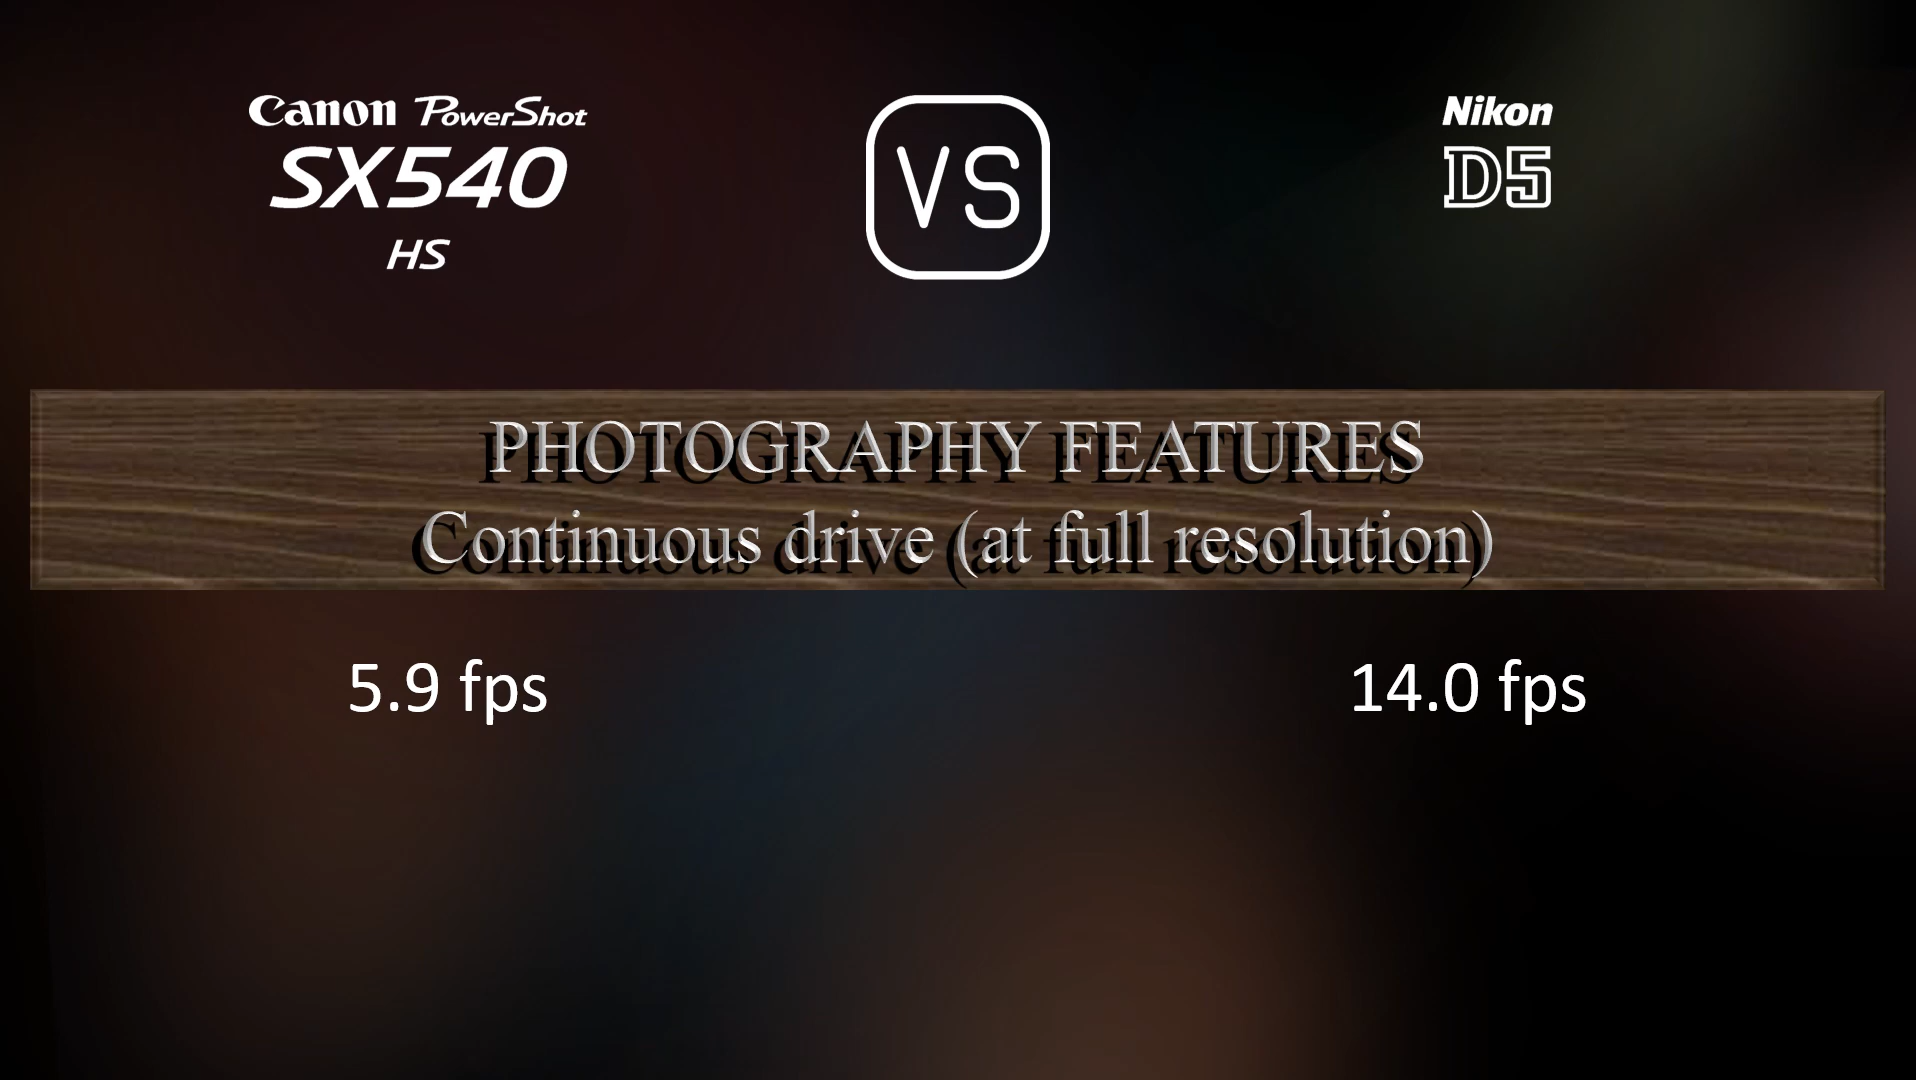 Canon PowerShot
SX540
HS
VS
Nikon
D5
PHOTOGRAPHY FEATURES
Continuous drive (at full resolution)
5.9 fps
14.0 fps